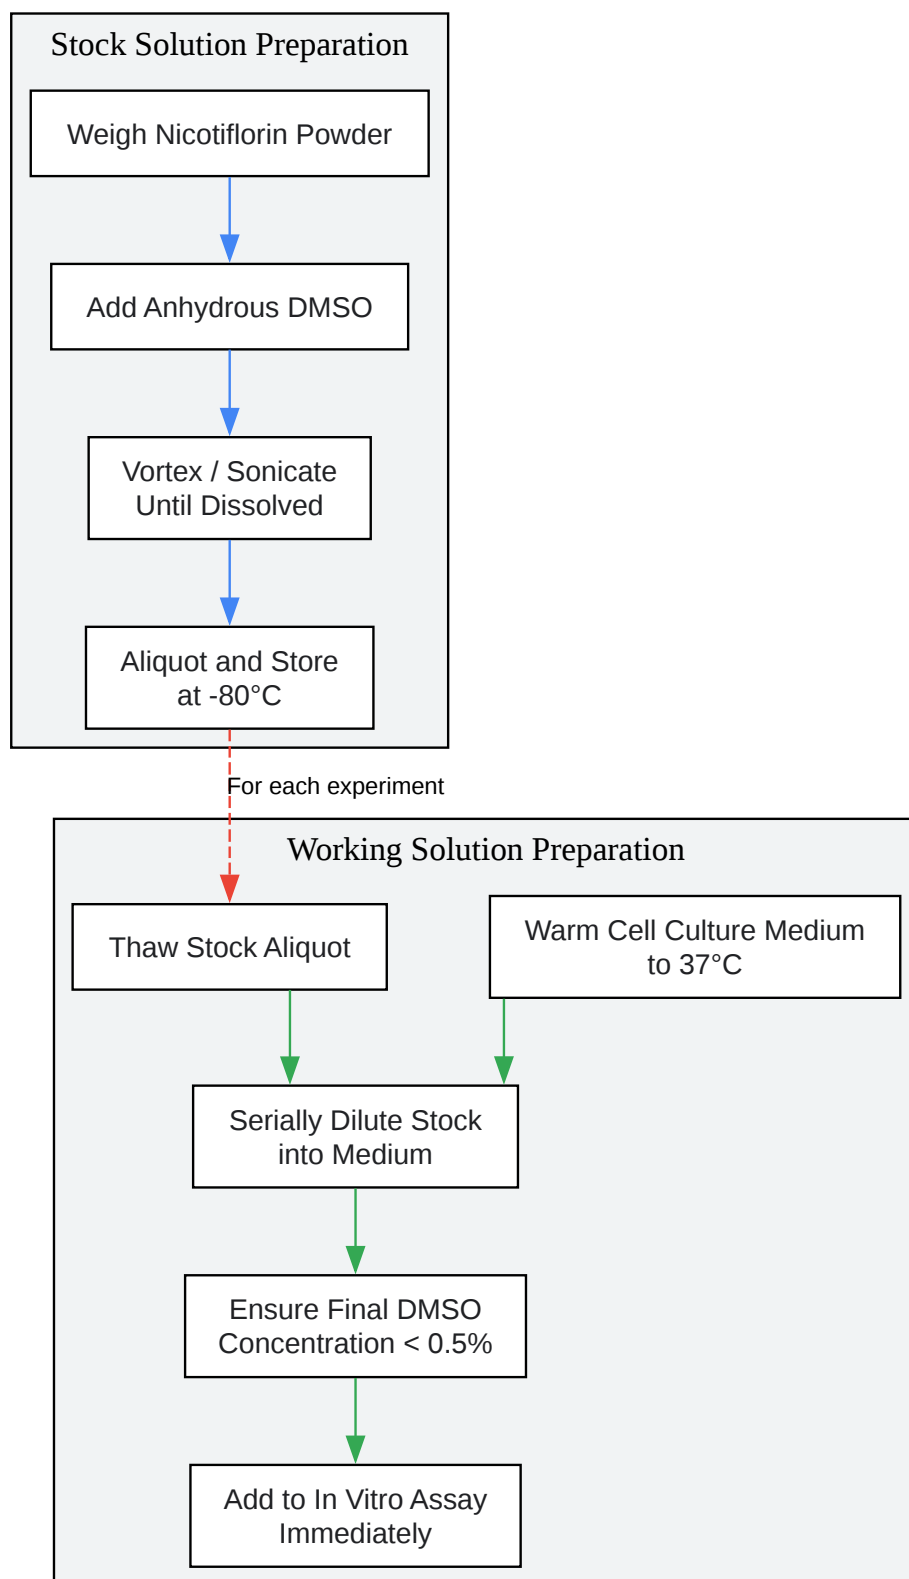 Stock Solution Preparation
Weigh Nicotiflorin Powder
Add Anhydrous DMSO
Vortex / Sonicate
Until Dissolved
Aliquot and Store
at -80°C
For each experiment
Working Solution Preparation
Thaw Stock Aliquot
Warm Cell Culture Medium
to 37°C
Serially Dilute Stock
into Medium
Ensure Final DMSO
Concentration < 0.5%
Add to In Vitro Assay
Immediately